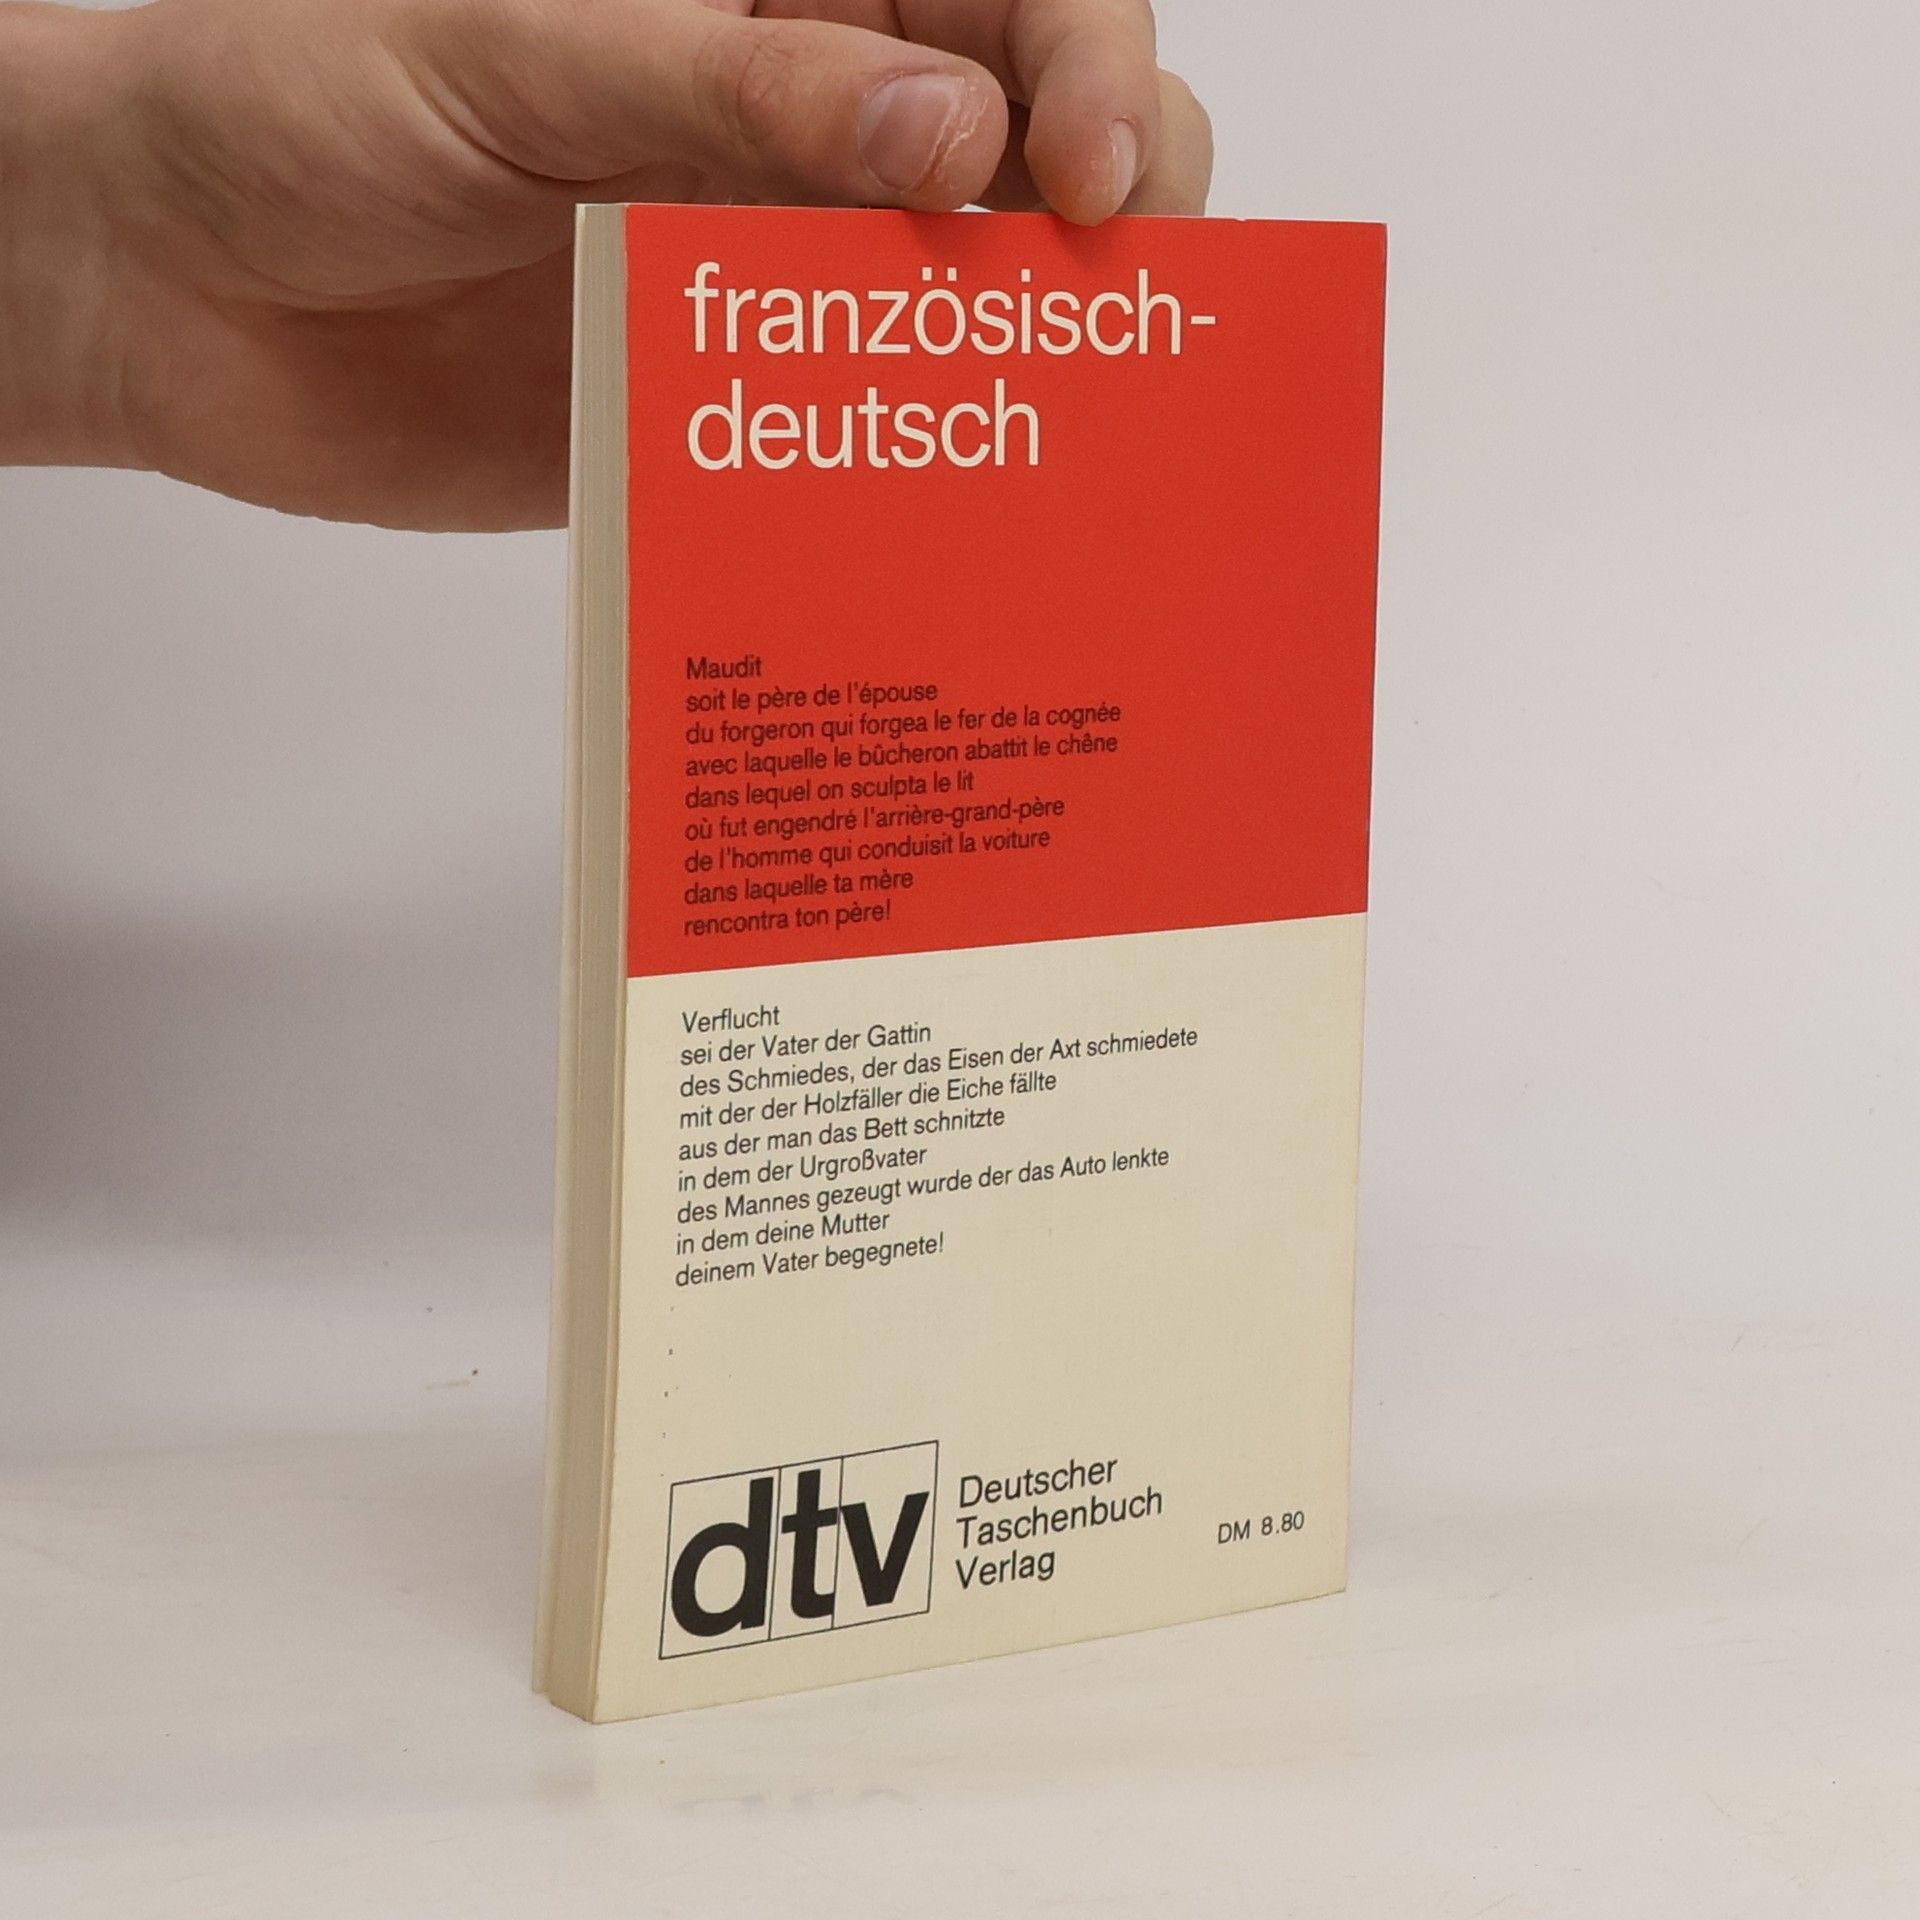 französisch-
deutsch
Maudit
soit le père de l'épouse
du forgeron qui forgea le fer de la cognée
avec laquelle le bûcheron abattit le chêne
dans lequel on sculpta le lit
où fut engendré l'arrière-grand-père
de l'homme qui conduisit la voiture
dans laquelle ta mère
rencontra ton père!
Verflucht
sei der Vater der Gattin
des Schmiedes, der das Eisen der Axt schmiedete
mit der der Holzfäller die Eiche fällte
aus der man das Bett schnitzte
in dem der Urgroßvater
des Mannes gezeugt wurde der das Auto lenkte
in dem deine Mutter
deinem Vater begegnete!
dtv
Deutscher
Taschenbuch
Verlag
DM 8.80